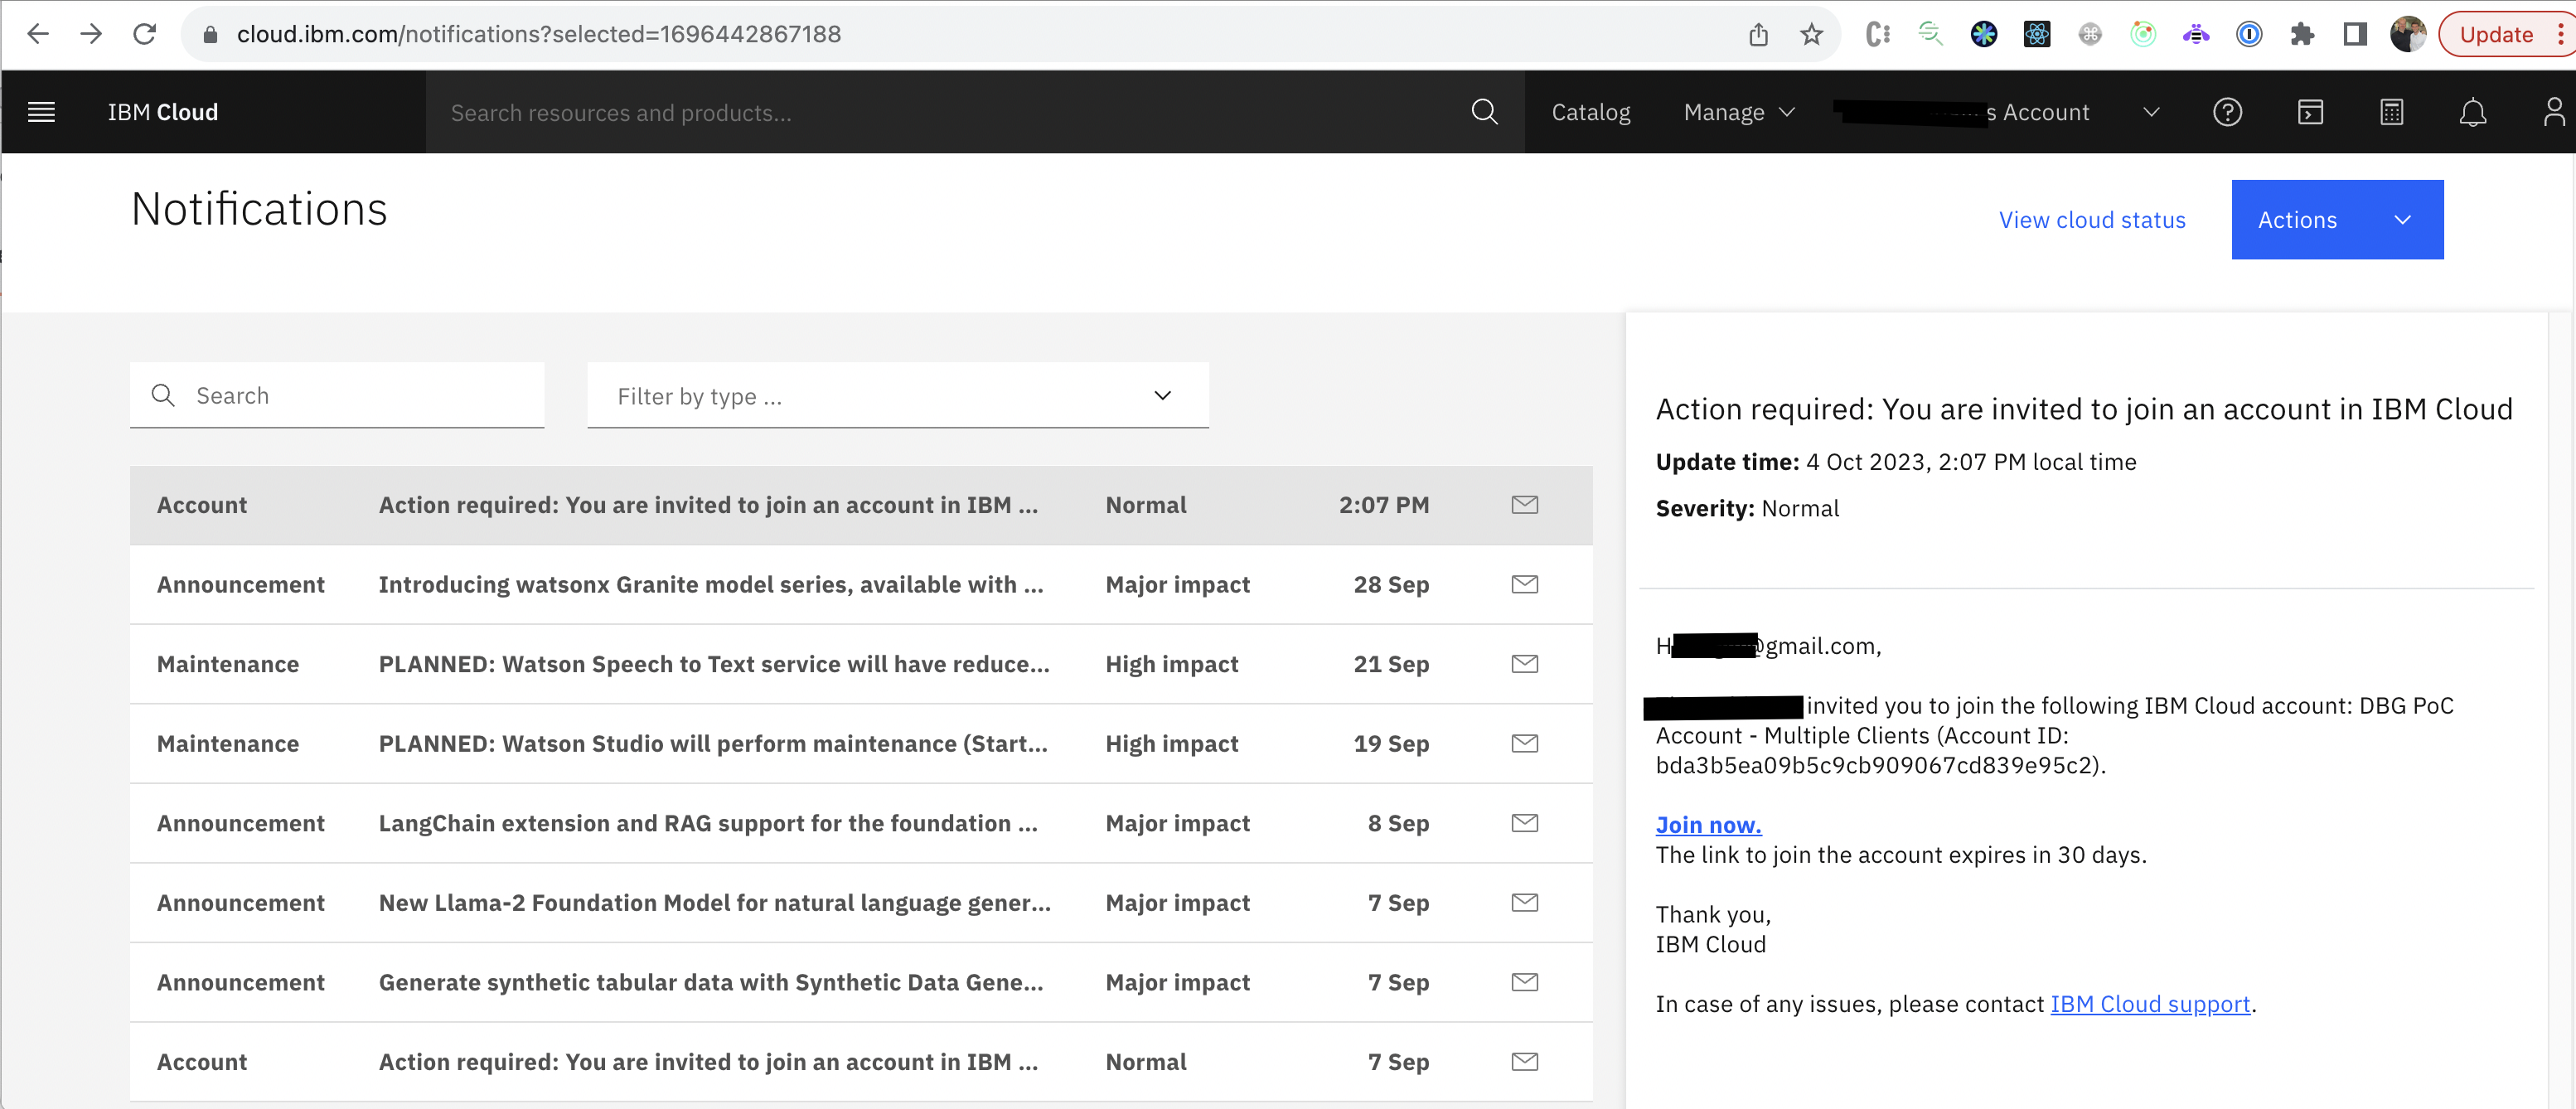 cloud.ibm.com/notifications?selected=1696442867188
Update
IBM Cloud
Search resources and products...
Catalog
Manage
s Account
Notifications
View cloud status
Actions
Search
Filter by type ...
Account Action required: You are invited to join an account in IBM ... Normal 2:07 PM
Announcement Introducing watsonx Granite model series, available with ... Major impact 28 Sep
Maintenance PLANNED: Watson Speech to Text service will have reduce... High impact 21 Sep
Maintenance PLANNED: Watson Studio will perform maintenance (Start... High impact 19 Sep
Announcement LangChain extension and RAG support for the foundation ... Major impact 8 Sep
Announcement New Llama-2 Foundation Model for natural language gener... Major impact 7 Sep
Announcement Generate synthetic tabular data with Synthetic Data Gene... Major impact 7 Sep
Account Action required: You are invited to join an account in IBM ... Normal 7 Sep
Action required: You are invited to join an account in IBM Cloud
Update time: 4 Oct 2023, 2:07 PM local time
Severity: Normal
H @gmail.com,
invited you to join the following IBM Cloud account: DBG PoC
Account - Multiple Clients (Account ID:
bda3b5ea09b5c9cb909067cd839e95c2).
Join now.
The link to join the account expires in 30 days.
Thank you,
IBM Cloud
In case of any issues, please contact IBM Cloud support.